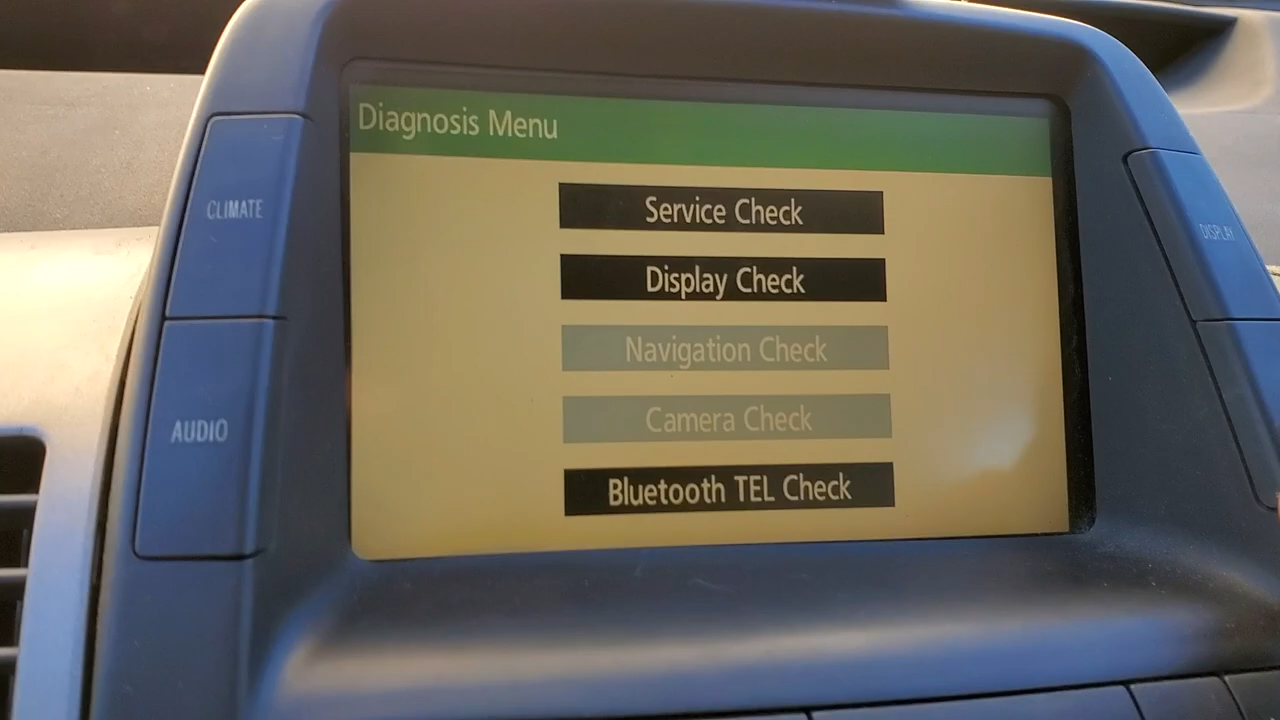 Diagnosis Menu
CLIMATE
Service Check
DISPLAY
Display Check
Navigation Check
Camera Check
AUDIO
Bluetooth TEL Check